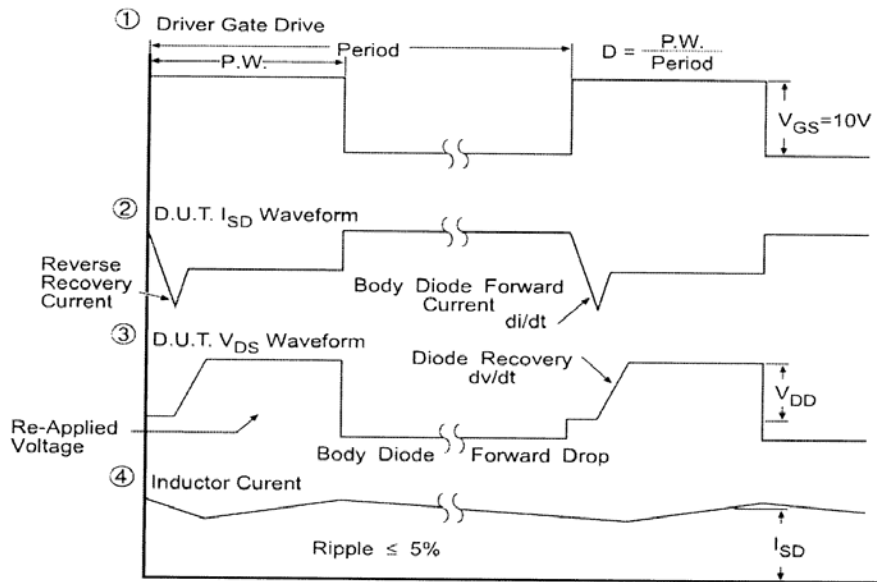 ① Driver Gate Drive
Period
P.W.
D = P.W.
Period
VGS=10V
② D.U.T. ISD Waveform
Reverse
Recovery
Current
Body Diode Forward
Current
di/dt
③ D.U.T. VDS Waveform
Diode Recovery
dv/dt
VDD
Re-Applied
Voltage
Body Diode Forward Drop
④ Inductor Curent
Ripple ≤ 5%
ISD